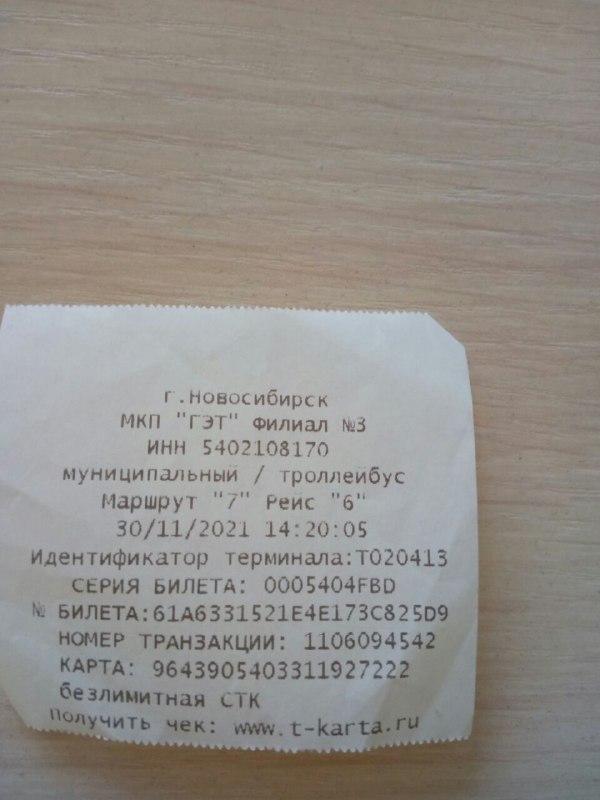 г.Новосибирск
МКП "ГЭТ" Филиал №3
ИНН 5402108170
муниципальный / троллейбус
Маршрут "7" Рейс "6"
30/11/2021 14:20:05
Идентификатор терминала:Т020413
СЕРИЯ БИЛЕТА: 0005404FBD
№ БИЛЕТА:61A6331521E4E173C825D9
НОМЕР ТРАНЗАКЦИИ: 1106094542
КАРТА: 9643905403311927222
безлимитная СТК
Получить чек: www.t-karta.ru